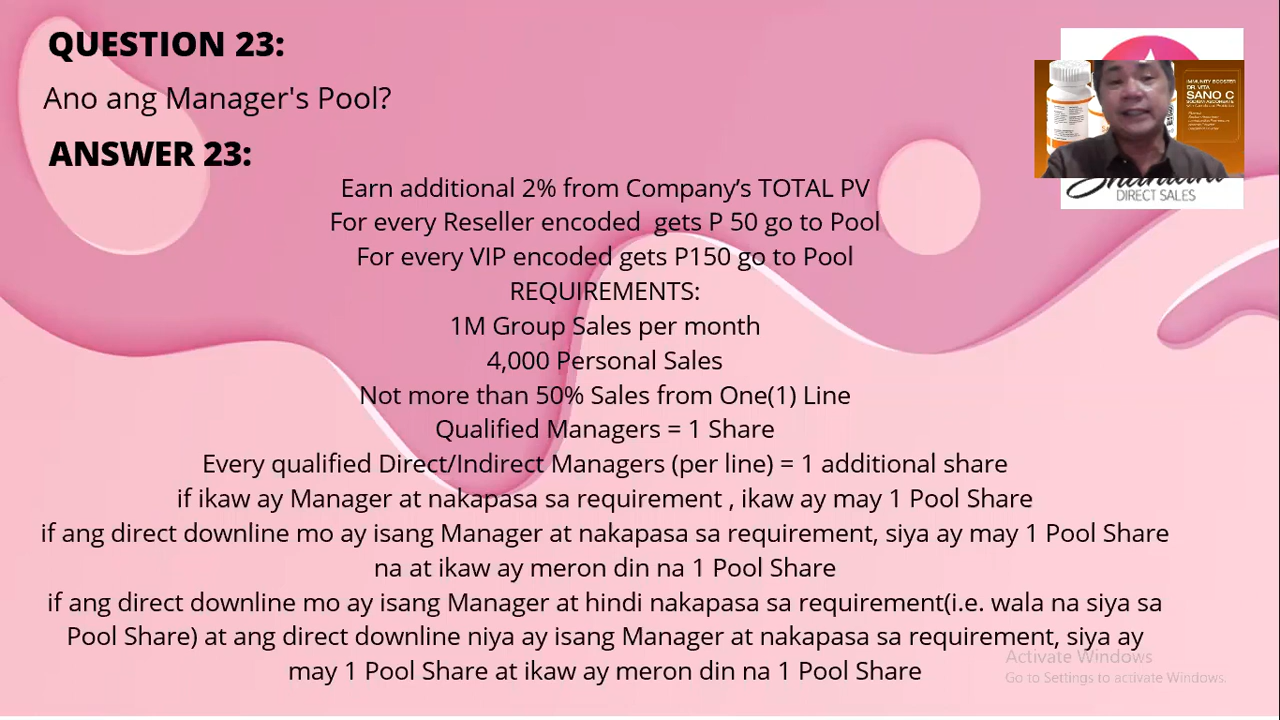 QUESTION 23:
Ano ang Manager's Pool?
ANSWER 23:
Earn additional 2% from Company's TOTAL PV
For every Reseller encoded gets P 50 go to Pool
For every VIP encoded gets P150 go to Pool
REQUIREMENTS:
1M Group Sales per month
4,000 Personal Sales
Not more than 50% Sales from One(1) Line
Qualified Managers = 1 Share
Every qualified Direct/Indirect Managers (per line) = 1 additional share
if ikaw ay Manager at nakapasa sa requirement , ikaw ay may 1 Pool Share
if ang direct downline mo ay isang Manager at nakapasa sa requirement, siya ay may 1 Pool Share
na at ikaw ay meron din na 1 Pool Share
if ang direct downline mo ay isang Manager at hindi nakapasa sa requirement(i.e. wala na siya sa
Pool Share) at ang direct downline niya ay isang Manager at nakapasa sa requirement, siya ay
may 1 Pool Share at ikaw ay meron din na 1 Pool Share
IMMUNITY BOOSTER
DR. VITA
SANO C
SODIUM ASCORBATE
DIRECT SALES
Activate Windows
Go to Settings to activate Windows.